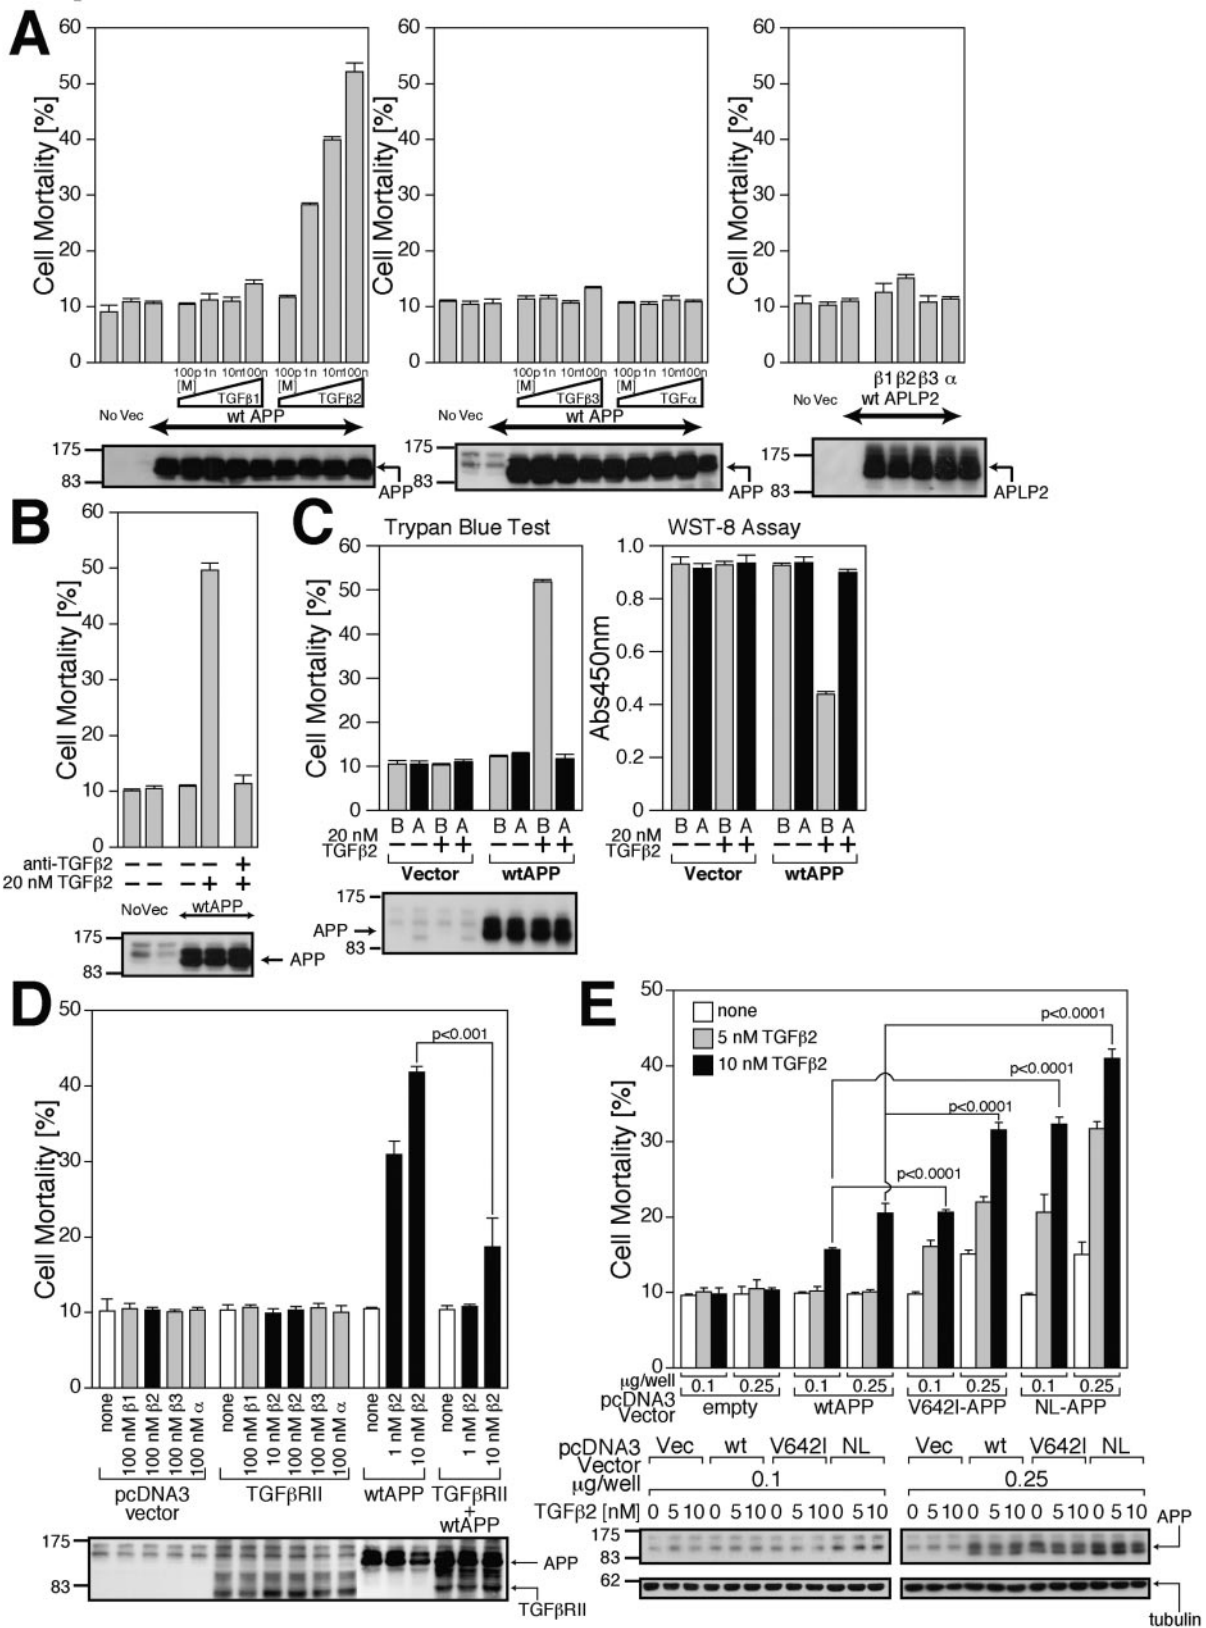 A
60
50
40
30
20
10
0
Cell Mortality [%]
100p 1n 10n 100n
[M]
TGFβ1
100p 1n 10n 100n
[M]
TGFβ2
No Vec
wt APP
175
83
APP
60
50
40
30
20
10
0
Cell Mortality [%]
100p 1n 10n 100n
[M]
TGFβ3
100p 1n 10n 100n
[M]
TGFα
No Vec
wt APP
175
83
APP
60
50
40
30
20
10
0
Cell Mortality [%]
β1 β2 β3 α
No Vec
wt APLP2
175
83
APLP2
B
60
50
40
30
20
10
0
Cell Mortality [%]
anti-TGFβ2 − − − − +
20 nM TGFβ2 − − − + +
NoVec wtAPP
175
83
APP
C
Trypan Blue Test
60
50
40
30
20
10
0
Cell Mortality [%]
B A B A B A B A
20 nM
TGFβ2 − − + + − − + +
Vector wtAPP
175
APP
83
WST-8 Assay
1.0
0.8
0.6
0.4
0.2
0
Abs450nm
B A B A B A B A
20 nM
TGFβ2 − − + + − − + +
Vector wtAPP
D
50
40
30
20
10
0
Cell Mortality [%]
p<0.001
none
100 nM β1
100 nM β2
100 nM β3
100 nM α
none
100 nM β1
10 nM β2
100 nM β2
100 nM β3
100 nM α
none
1 nM β2
10 nM β2
none
1 nM β2
10 nM β2
pcDNA3
vector
TGFβRII
wtAPP
TGFβRII
+
wtAPP
175
83
APP
TGFβRII
E
50
40
30
20
10
0
Cell Mortality [%]
none
5 nM TGFβ2
10 nM TGFβ2
p<0.0001
p<0.0001
p<0.0001
p<0.0001
μg/well 0.1 0.25 0.1 0.25 0.1 0.25 0.1 0.25
pcDNA3
Vector
empty wtAPP V642I-APP NL-APP
pcDNA3
Vector
Vec wt V642I NL Vec wt V642I NL
μg/well 0.1 0.25
TGFβ2 [nM] 0 5 10 0 5 10 0 5 10 0 5 10 0 5 10 0 5 10 0 5 10 0 5 10
APP
175
83
62
tubulin